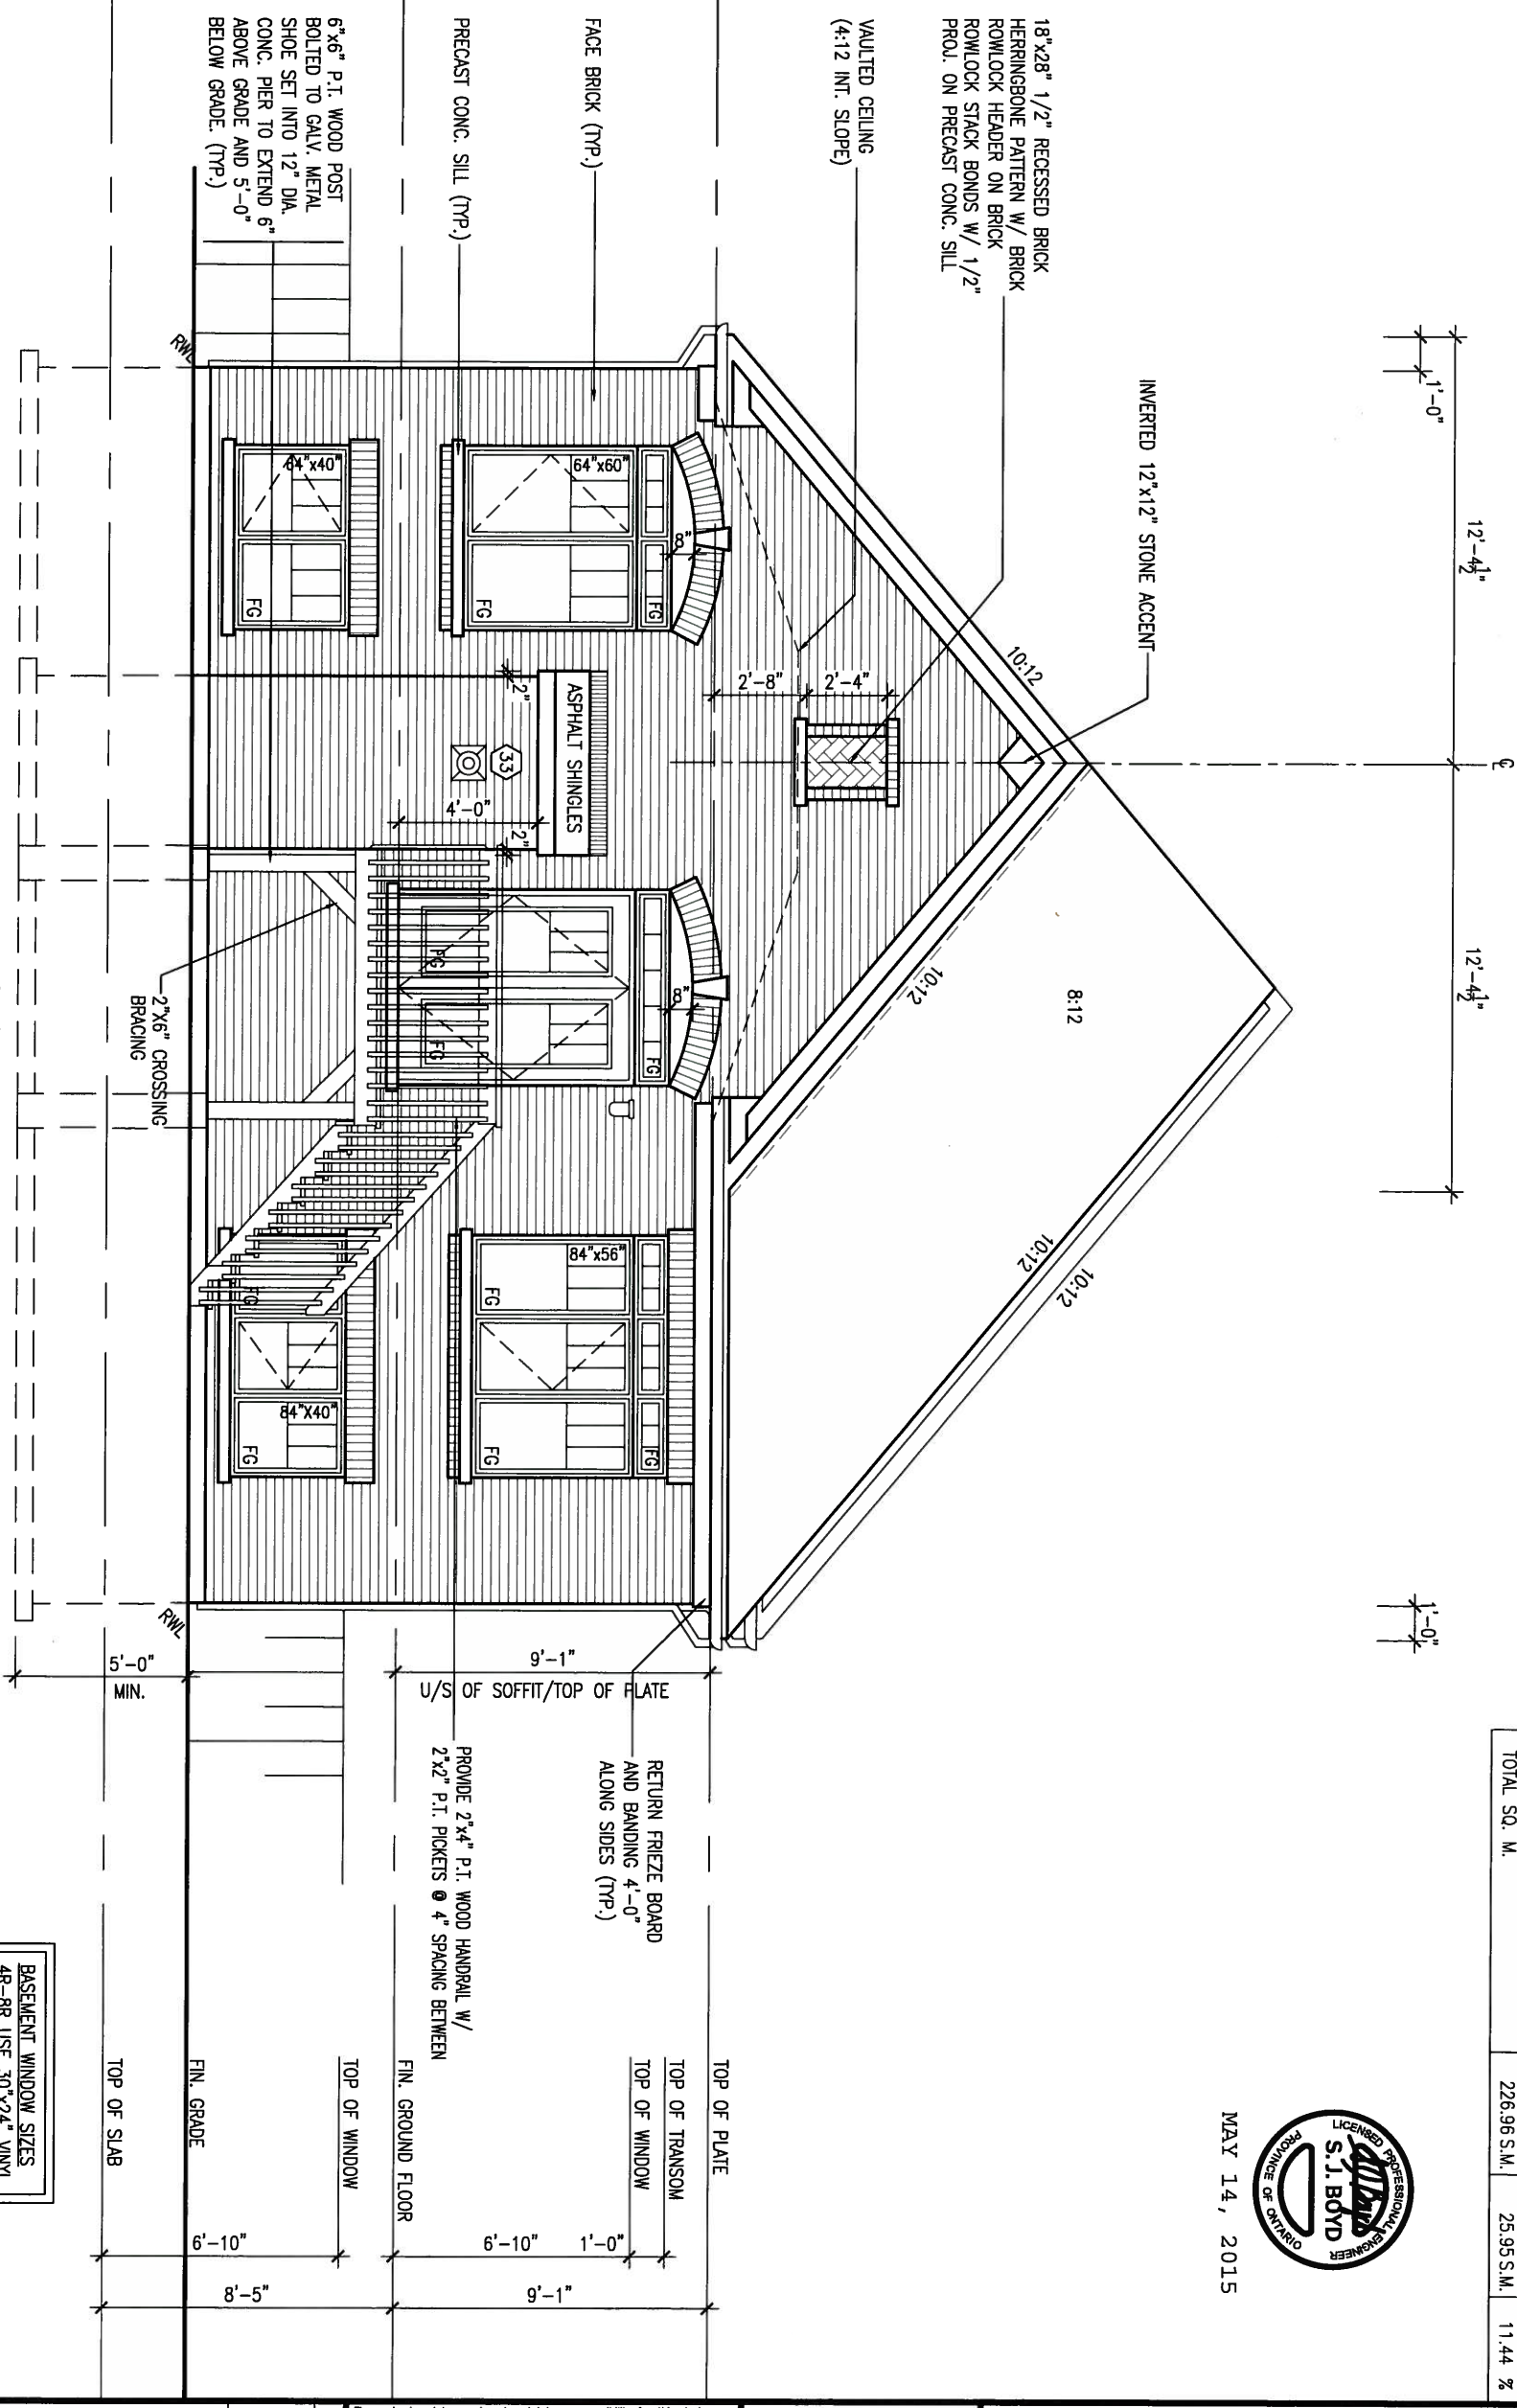 TOTAL SQ. M.
226.96 S.M.
25.95 S.M.
11.44 %
LICENSED PROFESSIONAL ENGINEER
S. J. BOYD
PROVINCE OF ONTARIO
MAY 14, 2015
12'-4½"
12'-4½"
1'-0"
1'-0"
INVERTED 12"x12" STONE ACCENT
18"x28" 1/2" RECESSED BRICK
HERRINGBONE PATTERN W/ BRICK
ROWLOCK HEADER ON BRICK
ROWLOCK STACK BONDS W/ 1/2"
PROJ. ON PRECAST CONC. SILL
VAULTED CEILING
(4:12 INT. SLOPE)
FACE BRICK (TYP.)
PRECAST CONC. SILL (TYP.)
6"x6" P.T. WOOD POST
BOLTED TO GALV. METAL
SHOE SET INTO 12" DIA.
CONC. PIER TO EXTEND 6"
ABOVE GRADE AND 5'-0"
BELOW GRADE. (TYP.)
10:12
10:12
8:12
10:12
10:12
2'-8"
2'-4"
8"
8"
64"x60"
FG
FG
64"x40"
FG
ASPHALT SHINGLES
2"
2"
33
4'-0"
FG
FG
FG
84"x56"
FG
FG
FG
84"X40"
FG
FG
2"X6" CROSSING
BRACING
RWL
RWL
5'-0"
MIN.
9'-1"
U/S OF SOFFIT/TOP OF PLATE
RETURN FRIEZE BOARD
AND BANDING 4'-0"
ALONG SIDES (TYP.)
PROVIDE 2"x4" P.T. WOOD HANDRAIL W/
2"x2" P.T. PICKETS @ 4" SPACING BETWEEN
TOP OF PLATE
TOP OF TRANSOM
TOP OF WINDOW
FIN. GROUND FLOOR
TOP OF WINDOW
FIN. GRADE
TOP OF SLAB
1'-0"
6'-10"
9'-1"
6'-10"
8'-5"
BASEMENT WINDOW SIZES
4R-8R USE 30"x24" VINYL